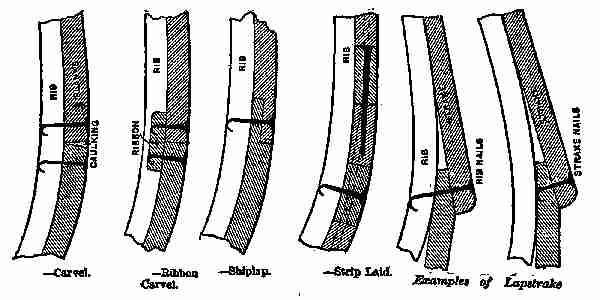 RIB
CAULKING
RIB
RIBBON
RIB
RIB
RIB
RIB NAILS
STRAKE NAILS
—Carvel.
—Ribbon
Carvel.
—Shiplap.
—Strip Laid.
Examples of Lapstrake